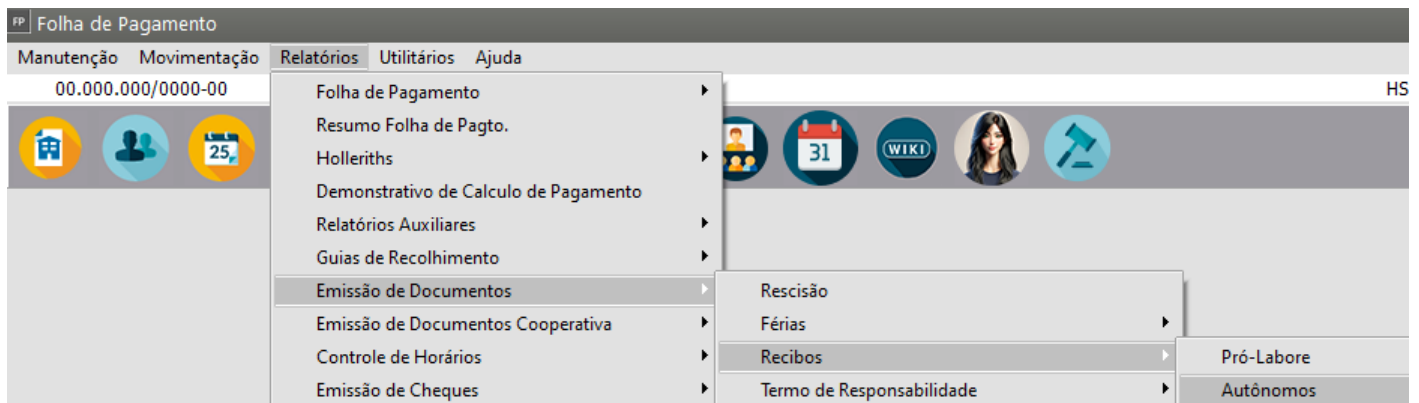 FP Folha de Pagamento
Manutenção Movimentação Relatórios Utilitários Ajuda
00.000.000/0000-00 HS
Folha de Pagamento
Resumo Folha de Pagto.
Holleriths
Demonstrativo de Calculo de Pagamento
Relatórios Auxiliares
Guias de Recolhimento
Emissão de Documentos
Emissão de Documentos Cooperativa
Controle de Horários
Emissão de Cheques
Rescisão
Férias
Recibos
Termo de Responsabilidade
Pró-Labore
Autônomos
25
31
WIKI